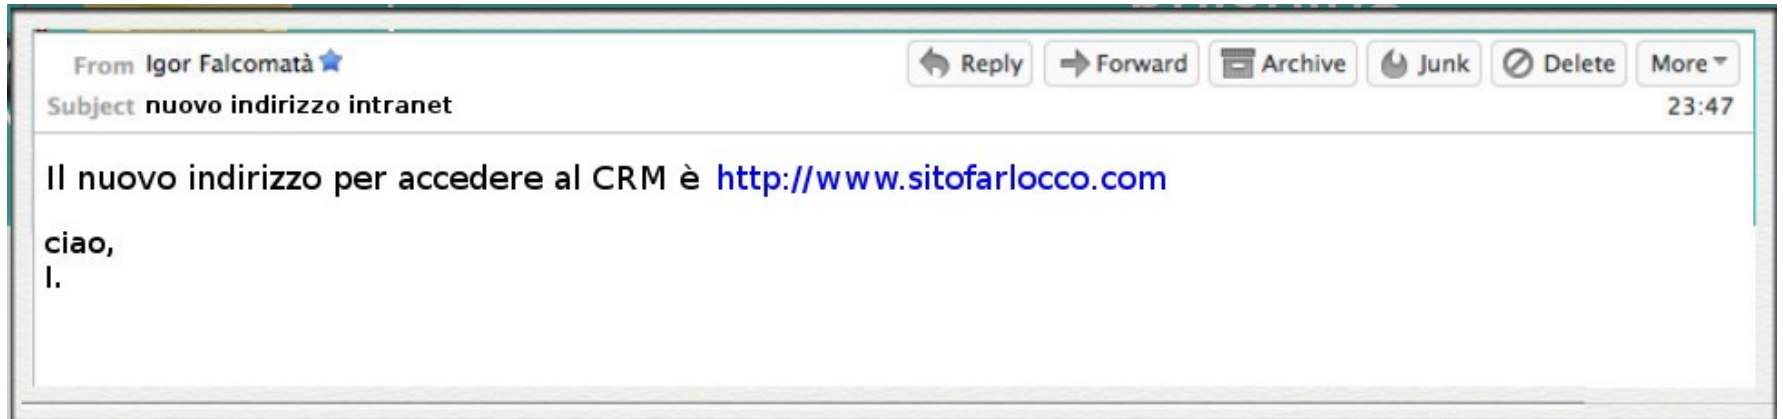 From Igor Falcomatà Reply Forward Archive Junk Delete More
Subject nuovo indirizzo intranet 23:47
Il nuovo indirizzo per accedere al CRM è http://www.sitofarlocco.com
ciao,
I.